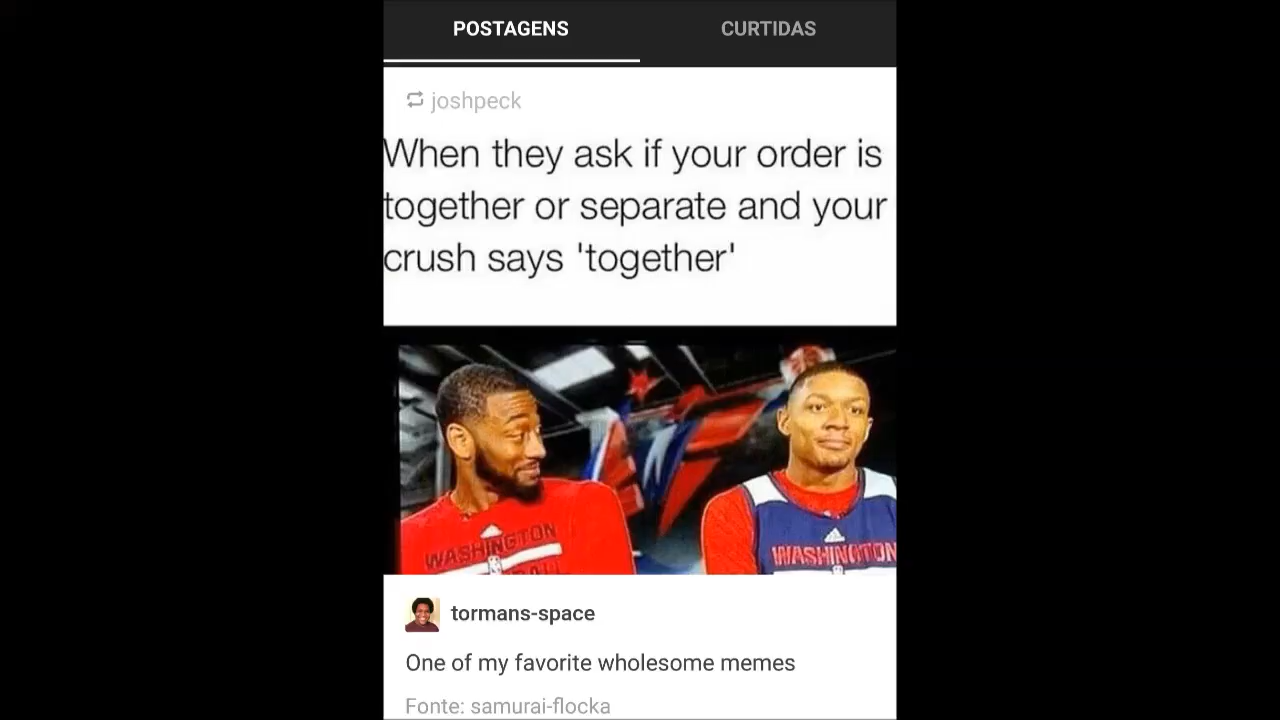 POSTAGENS
CURTIDAS
joshpeck
When they ask if your order is
together or separate and your
crush says 'together'
WASHINGTON
WASHINGTON
tormans-space
One of my favorite wholesome memes
Fonte: samurai-flocka